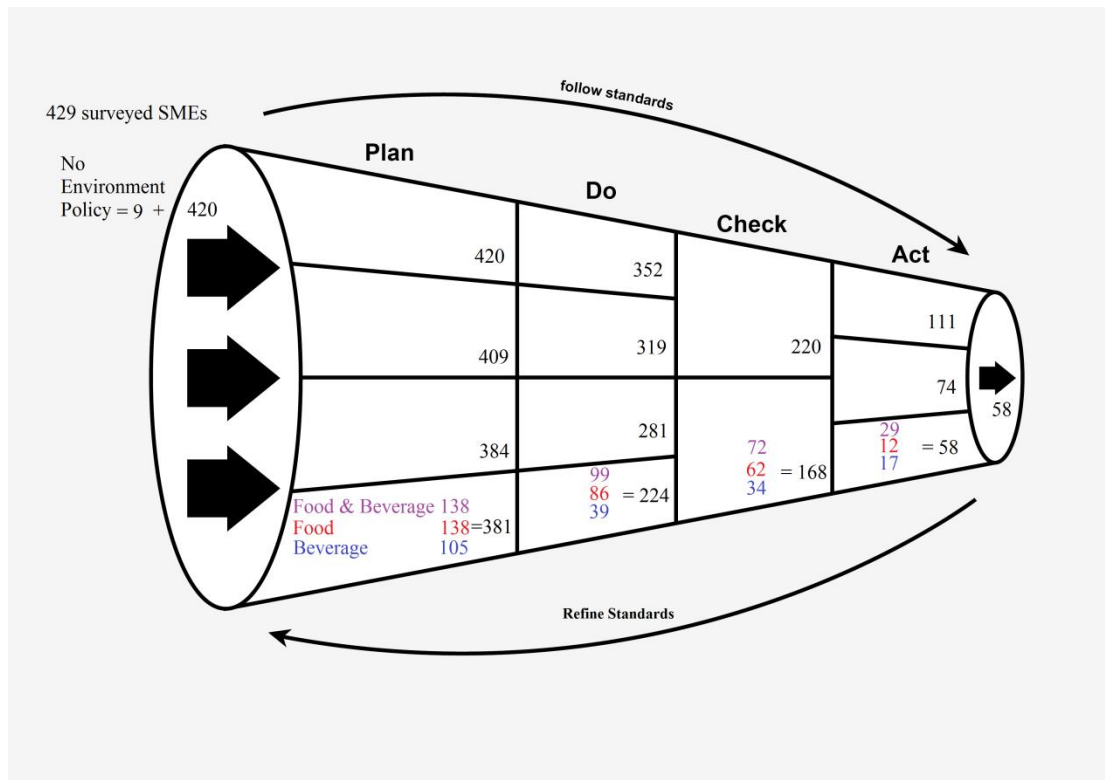 follow standards
429 surveyed SMEs
No
Environment
Policy = 9 + 420
Plan
Do
Check
Act
420
352
111
409
319
220
74
58
384
281
Food & Beverage 138
Food 138=381
Beverage 105
99
86 = 224
39
72
62 = 168
34
29
12 = 58
17
Refine Standards